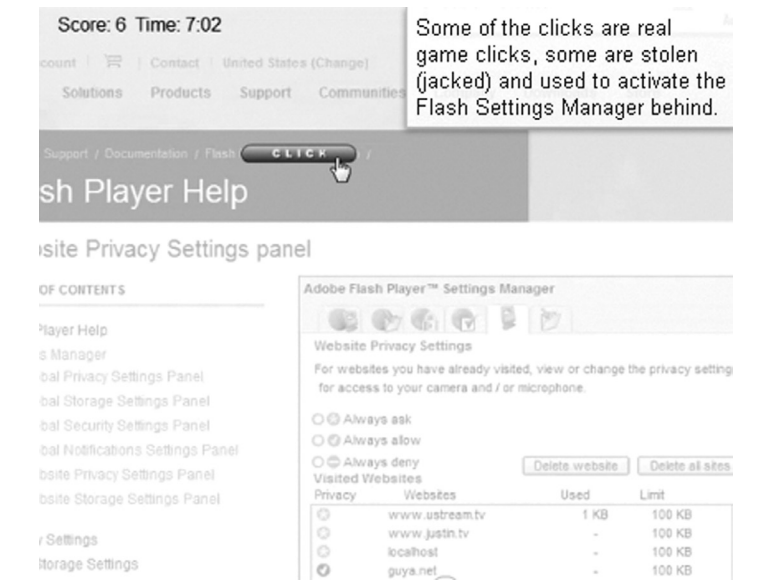 Score: 6 Time: 7:02
Some of the clicks are real
game clicks, some are stolen
(jacked) and used to activate the
Flash Settings Manager behind.
count | | Contact | United States (Change)
Solutions Products Support Communities
Support / Documentation / Flash CLICK /
sh Player Help
site Privacy Settings panel
OF CONTENTS
Player Help
s Manager
bal Privacy Settings Panel
bal Storage Settings Panel
bal Security Settings Panel
bal Notifications Settings Panel
bsite Privacy Settings Panel
bsite Storage Settings Panel
y Settings
Storage Settings
Adobe Flash Player™ Settings Manager
Website Privacy Settings
For websites you have already visited, view or change the privacy setting
for access to your camera and / or microphone.
Always ask
Always allow
Always deny
Delete website Delete all sites
Visited Websites
Privacy Websites Used Limit
www.ustream.tv 1 KB 100 KB
www.justin.tv - 100 KB
localhost - 100 KB
guya.net - 100 KB